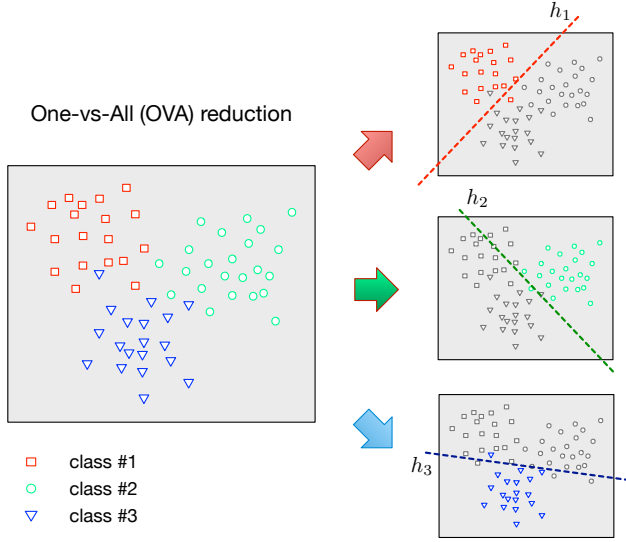 One-vs-All (OVA) reduction
class #1
class #2
class #3
h₁
h₂
h₃